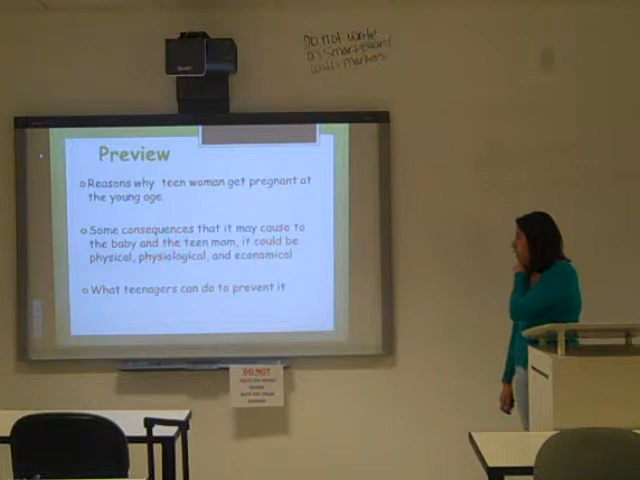 DO NOT Write
on Smartboard
with Markers
Preview
Reasons why teen woman get pregnant at
the young age.
Some consequences that it may cause to
the baby and the teen mom, it could be
physical, physiological, and economical
What teenagers can do to prevent it
DO NOT